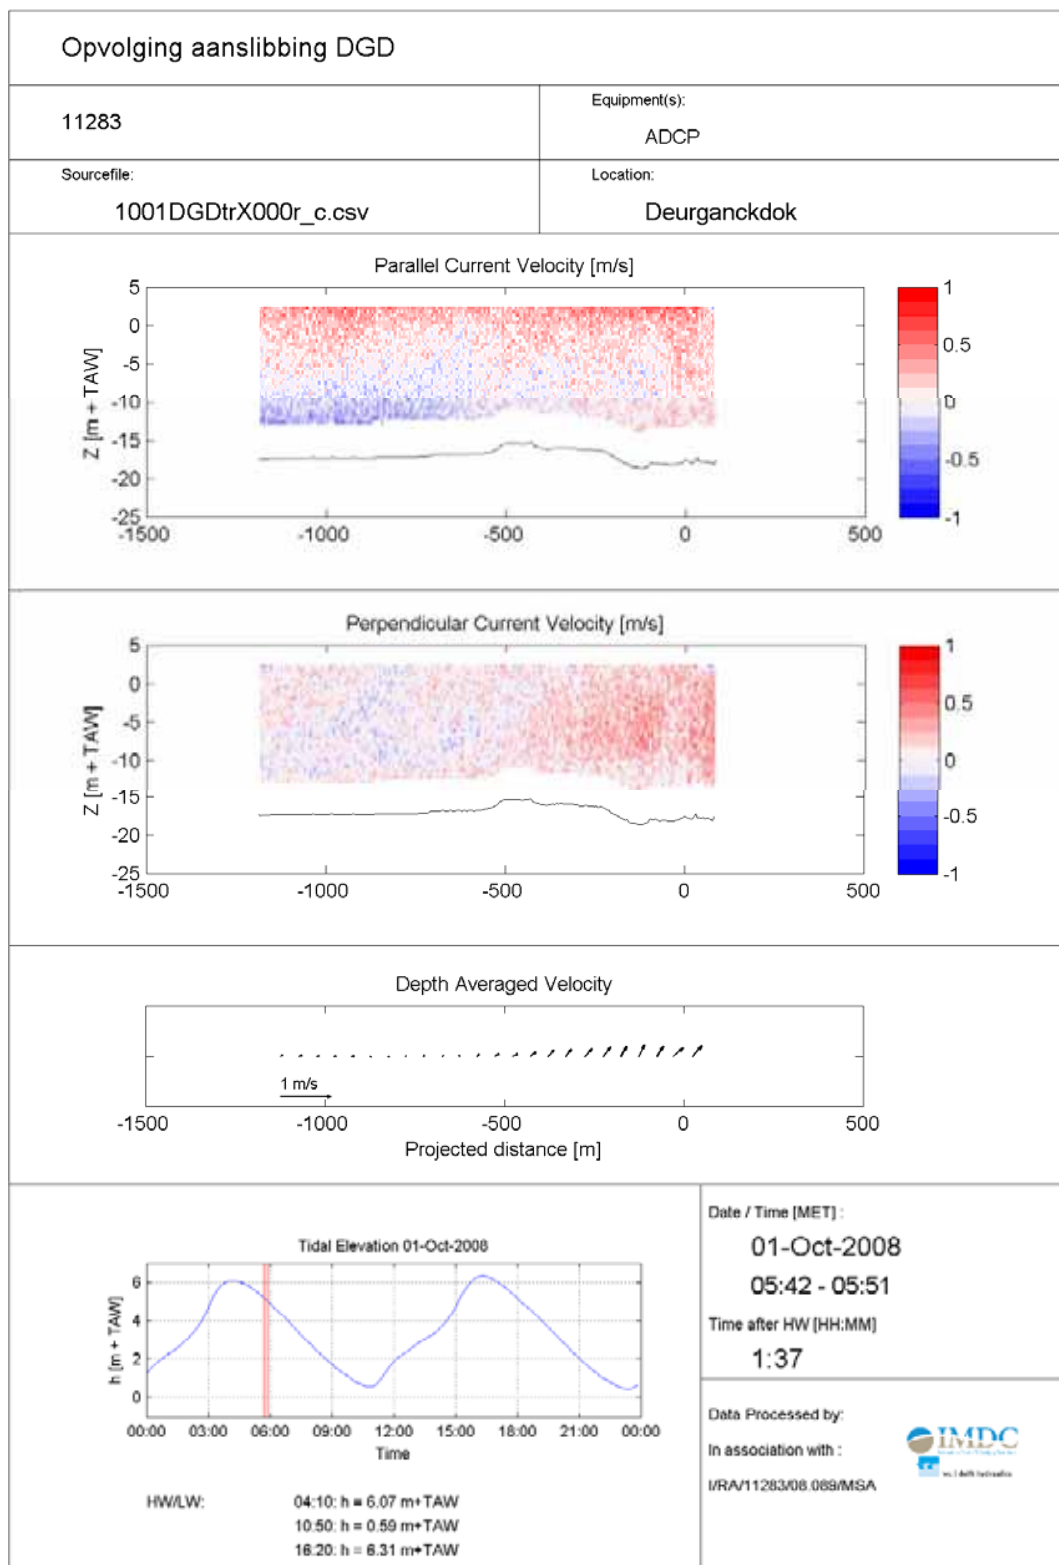 Opvolging aanslibbing DGD
11283
Equipment(s):
ADCP
Sourcefile:
1001DGDtrX000r_c.csv
Location:
Deurganckdok
Parallel Current Velocity [m/s]
Z [m + TAW]
5
0
-5
-10
-15
-20
-25
-1500
-1000
-500
0
500
1
0.5
0
-0.5
-1
Perpendicular Current Velocity [m/s]
Z [m + TAW]
5
0
-5
-10
-15
-20
-25
-1500
-1000
-500
0
500
1
0.5
0
-0.5
-1
Depth Averaged Velocity
1 m/s
-1500
-1000
-500
0
500
Projected distance [m]
Tidal Elevation 01-Oct-2008
h [m + TAW]
6
4
2
0
00:00
03:00
06:00
09:00
12:00
15:00
18:00
21:00
00:00
Time
HW/LW:
04:10: h = 6.07 m+TAW
10:50: h = 0.59 m+TAW
16:20: h = 6.31 m+TAW
Date / Time [MET] :
01-Oct-2008
05:42 - 05:51
Time after HW [HH:MM]
1:37
Data Processed by:
In association with :
I/RA/11283/08.089/MSA
IMDC
wl | delft hydraulics